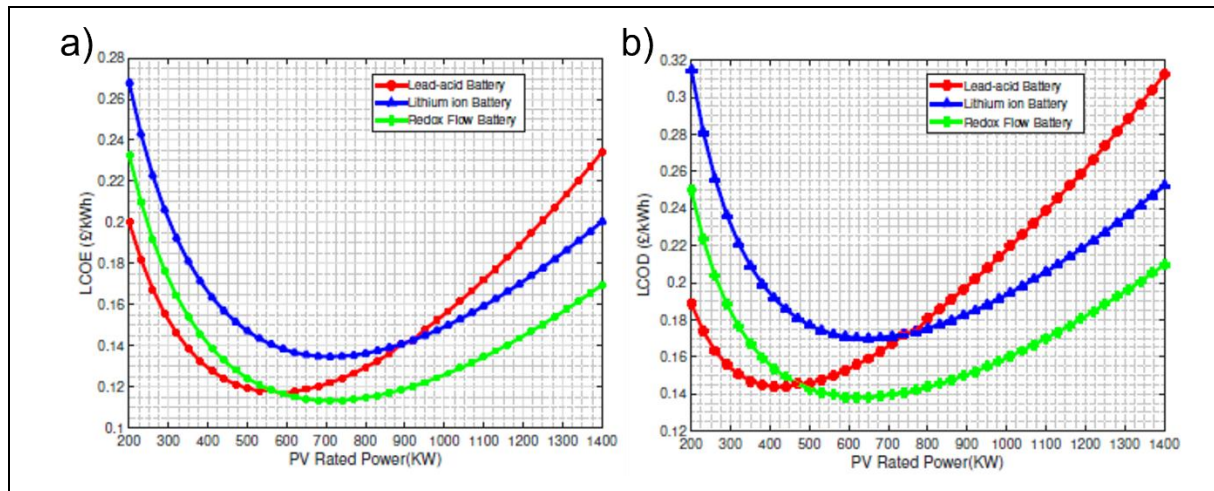 a)
0.28
0.26
0.24
0.22
0.2
0.18
0.16
0.14
0.12
0.1
LCOE (£/kWh)
Lead-acid Battery
Lithium ion Battery
Redox Flow Battery
200 300 400 500 600 700 800 900 1000 1100 1200 1300 1400
PV Rated Power(KW)
b)
0.32
0.3
0.28
0.26
0.24
0.22
0.2
0.18
0.16
0.14
0.12
LCOD (£/kWh)
Lead-acid Battery
Lithium ion Battery
Redox Flow Battery
200 300 400 500 600 700 800 900 1000 1100 1200 1300 1400
PV Rated Power(KW)